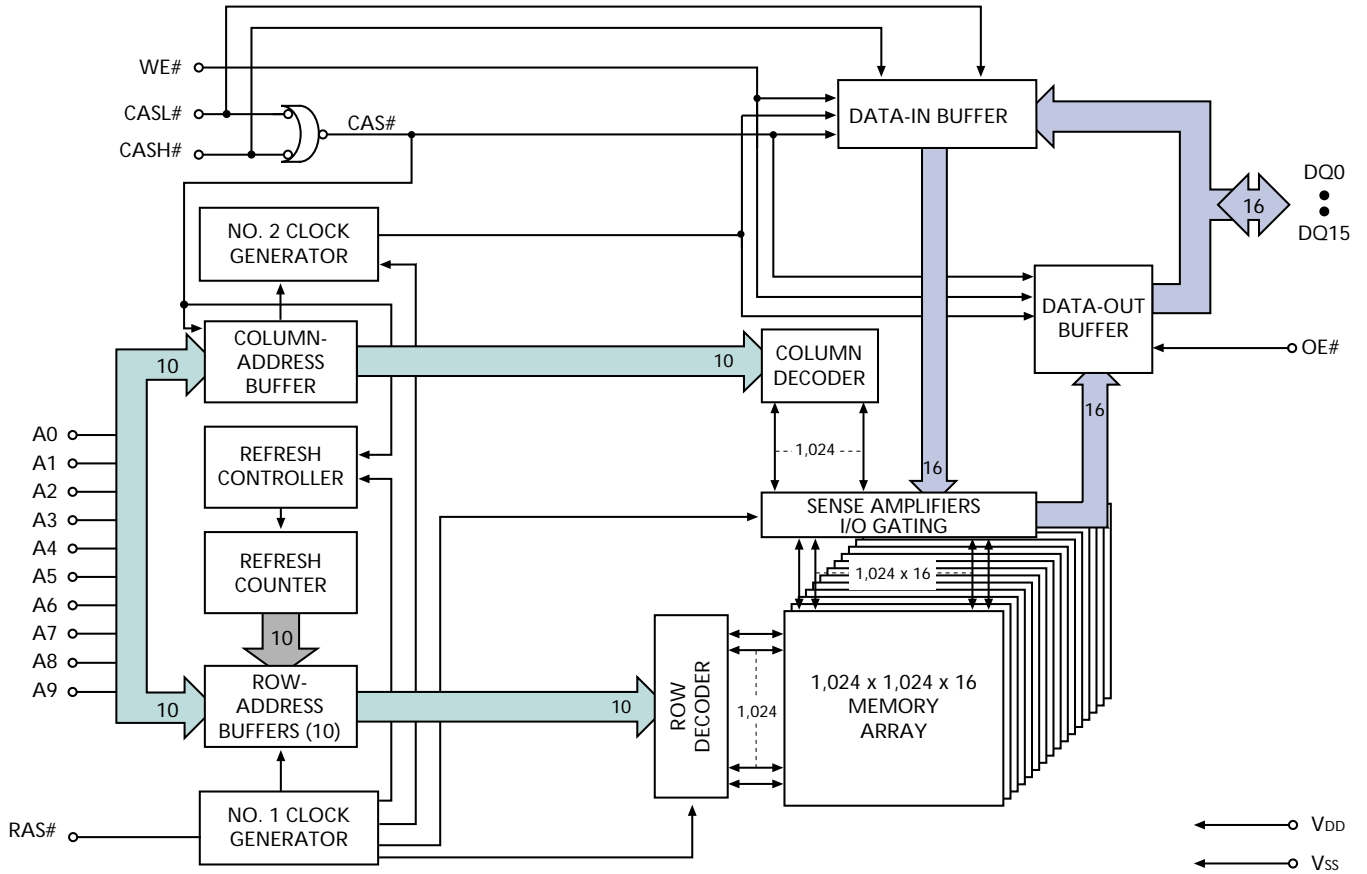 WE#
CASL#
CAS#
CASH#
DATA-IN BUFFER
DQ0
16
DQ15
NO. 2 CLOCK
GENERATOR
DATA-OUT
BUFFER
OE#
10
COLUMN-
ADDRESS
BUFFER
10
COLUMN
DECODER
16
1,024
16
A0
A1
A2
A3
A4
A5
A6
A7
A8
A9
REFRESH
CONTROLLER
SENSE AMPLIFIERS
I/O GATING
REFRESH
COUNTER
1,024 x 16
10
10
ROW-
ADDRESS
BUFFERS (10)
10
ROW
DECODER
1,024
1,024 x 1,024 x 16
MEMORY
ARRAY
RAS#
NO. 1 CLOCK
GENERATOR
VDD
VSS